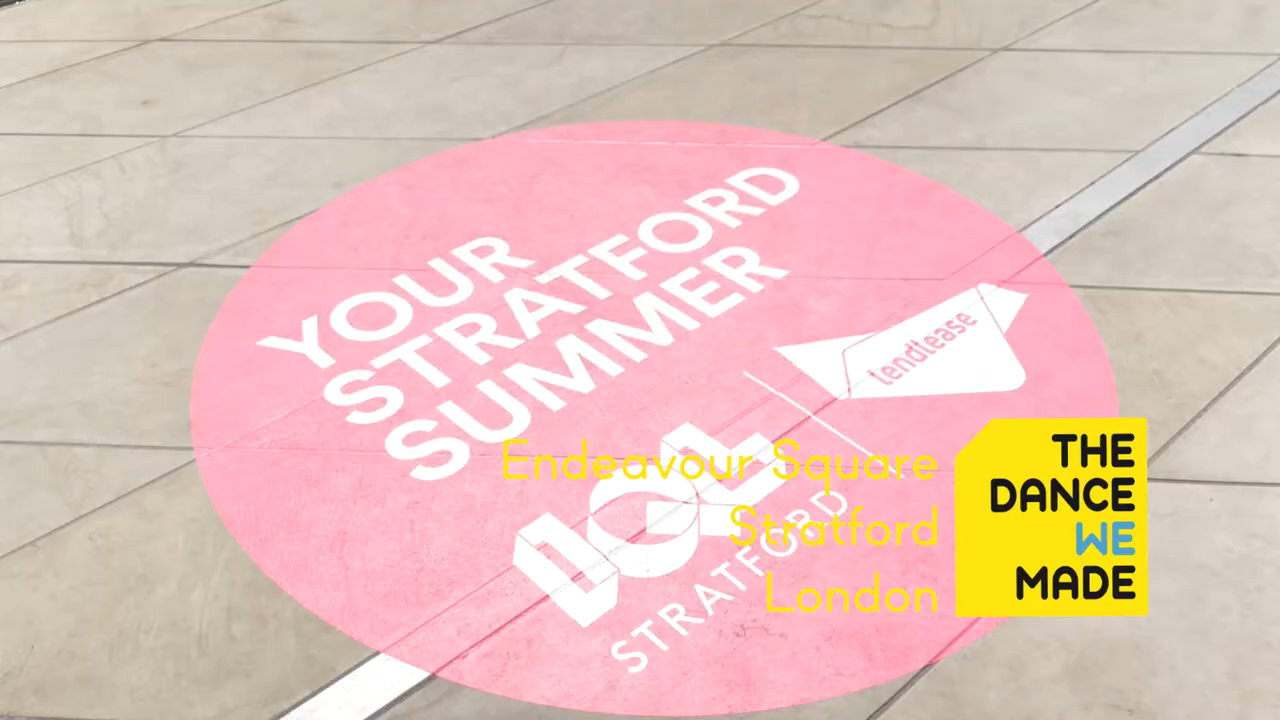 YOUR
STRATFORD
SUMMER
lendlease
STRATFORD
Endeavour Square
Stratford
London
THE
DANCE
WE
MADE